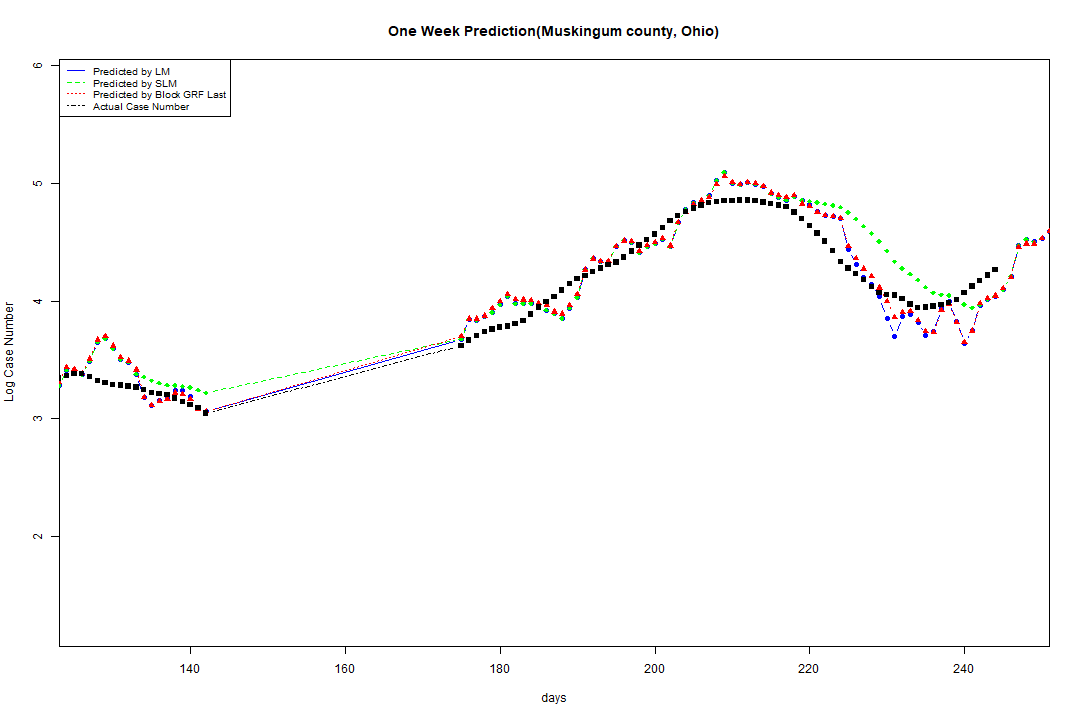 One Week Prediction(Muskingum county, Ohio)
6
Predicted by LM
Predicted by SLM
Predicted by Block GRF Last
Actual Case Number
5
4
3
2
Log Case Number
140 160 180 200 220 240
days